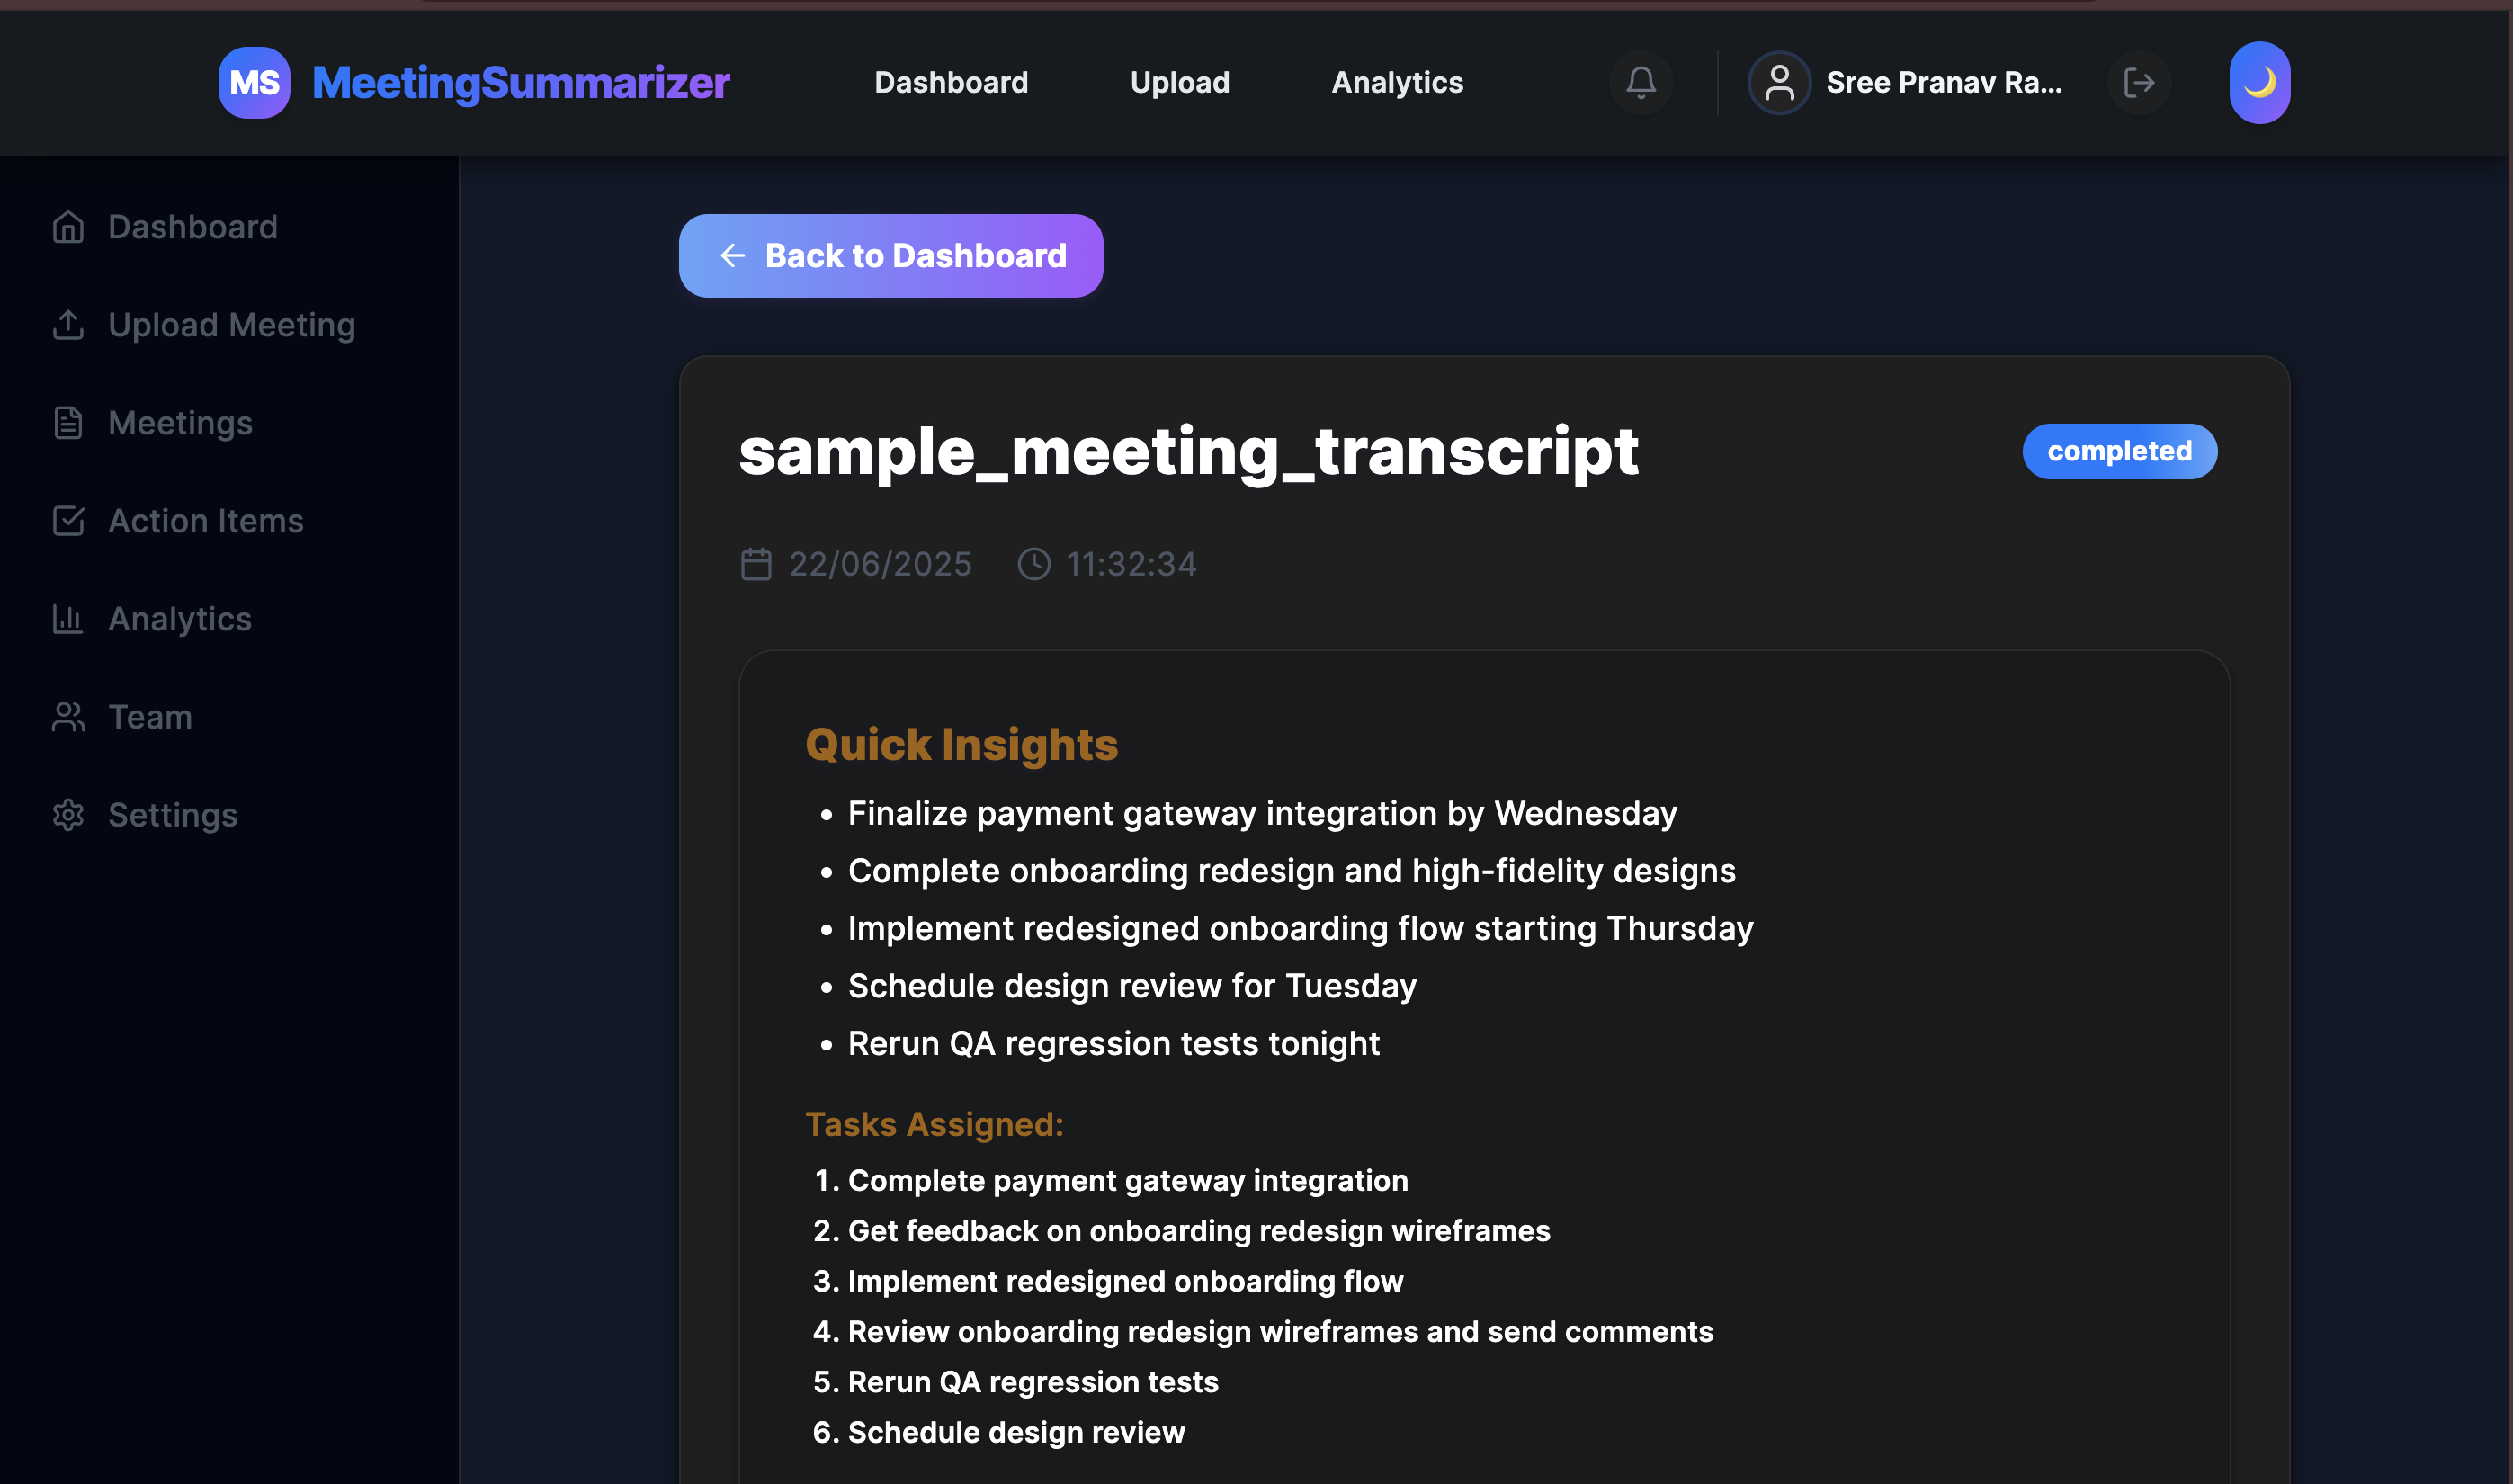 MS MeetingSummarizer
Dashboard
Upload
Analytics
Sree Pranav Ra...
Dashboard
Upload Meeting
Meetings
Action Items
Analytics
Team
Settings
← Back to Dashboard
sample_meeting_transcript
completed
22/06/2025 11:32:34
Quick Insights
• Finalize payment gateway integration by Wednesday
• Complete onboarding redesign and high-fidelity designs
• Implement redesigned onboarding flow starting Thursday
• Schedule design review for Tuesday
• Rerun QA regression tests tonight
Tasks Assigned:
1. Complete payment gateway integration
2. Get feedback on onboarding redesign wireframes
3. Implement redesigned onboarding flow
4. Review onboarding redesign wireframes and send comments
5. Rerun QA regression tests
6. Schedule design review